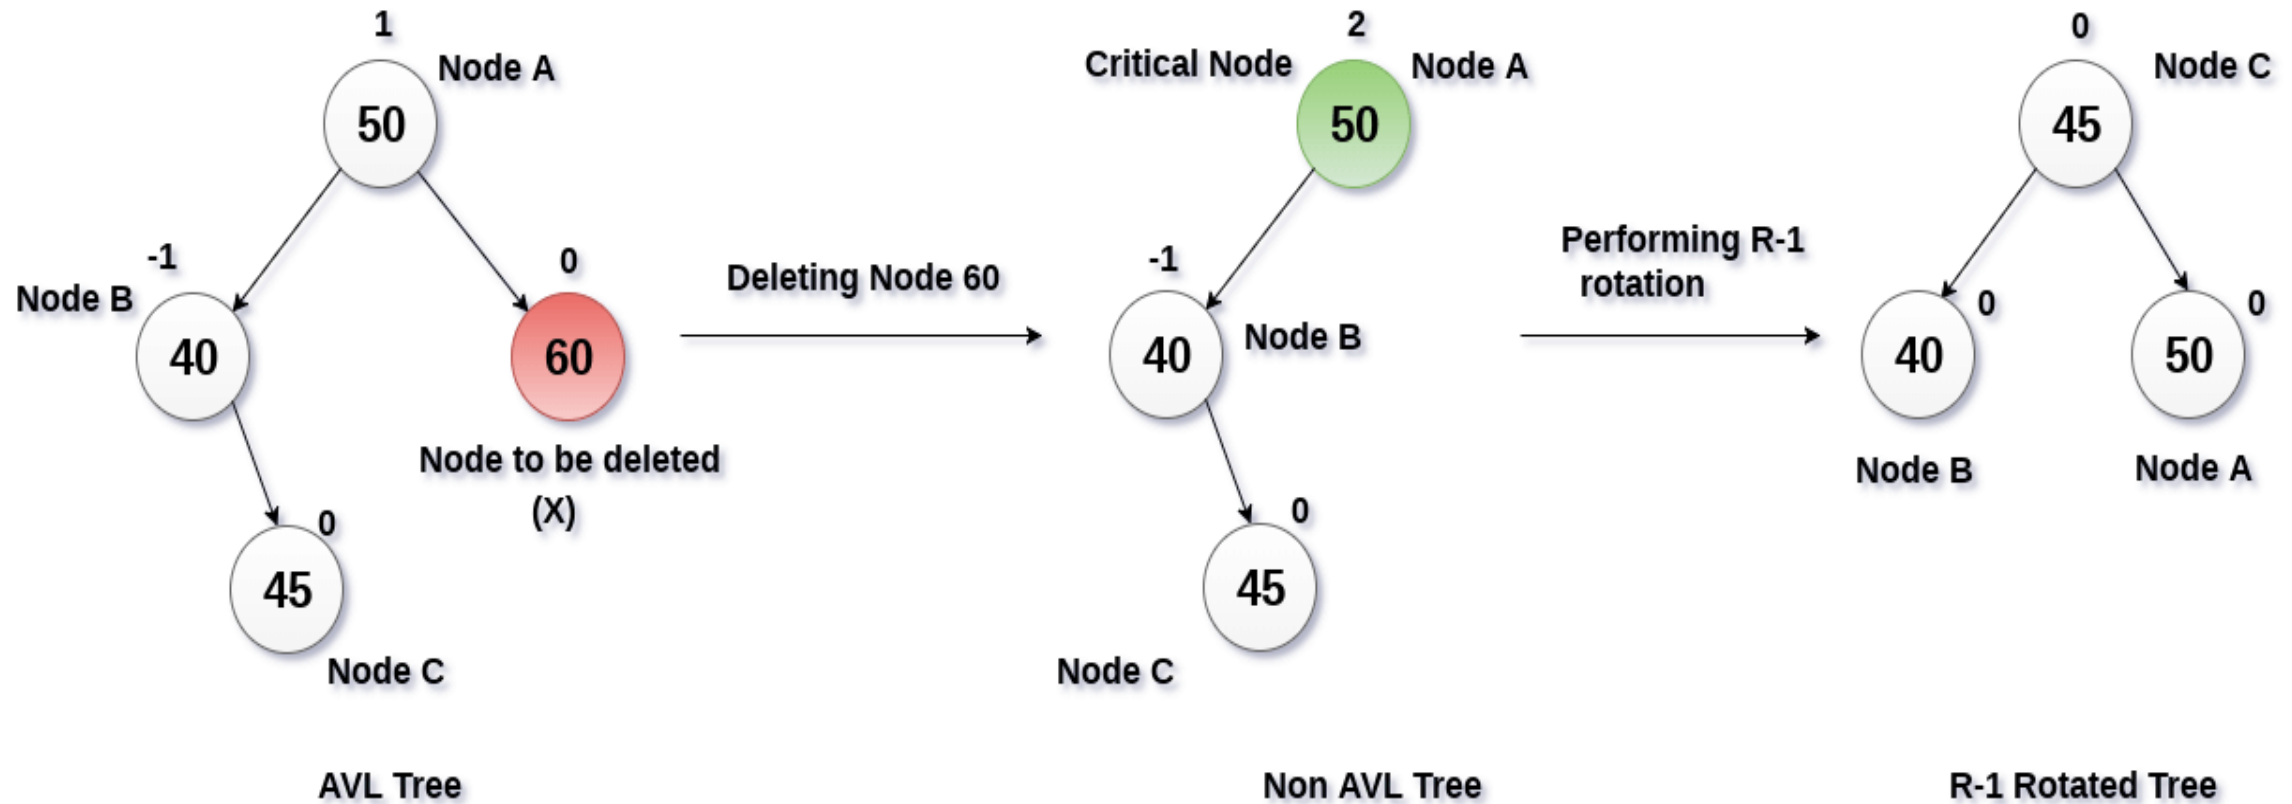 1
Node A
50
-1
Node B
40
0
60
Node to be deleted
(X)
0
45
Node C
AVL Tree
Deleting Node 60
2
Critical Node
Node A
50
-1
40
Node B
0
45
Node C
Non AVL Tree
Performing R-1
rotation
0
Node C
45
0
40
Node B
0
50
Node A
R-1 Rotated Tree